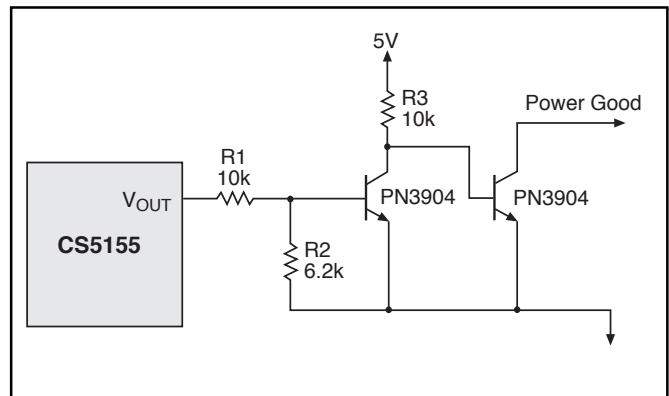 5V
R3
10k
Power Good
R1
10k
VOUT
PN3904
PN3904
CS5155
R2
6.2k